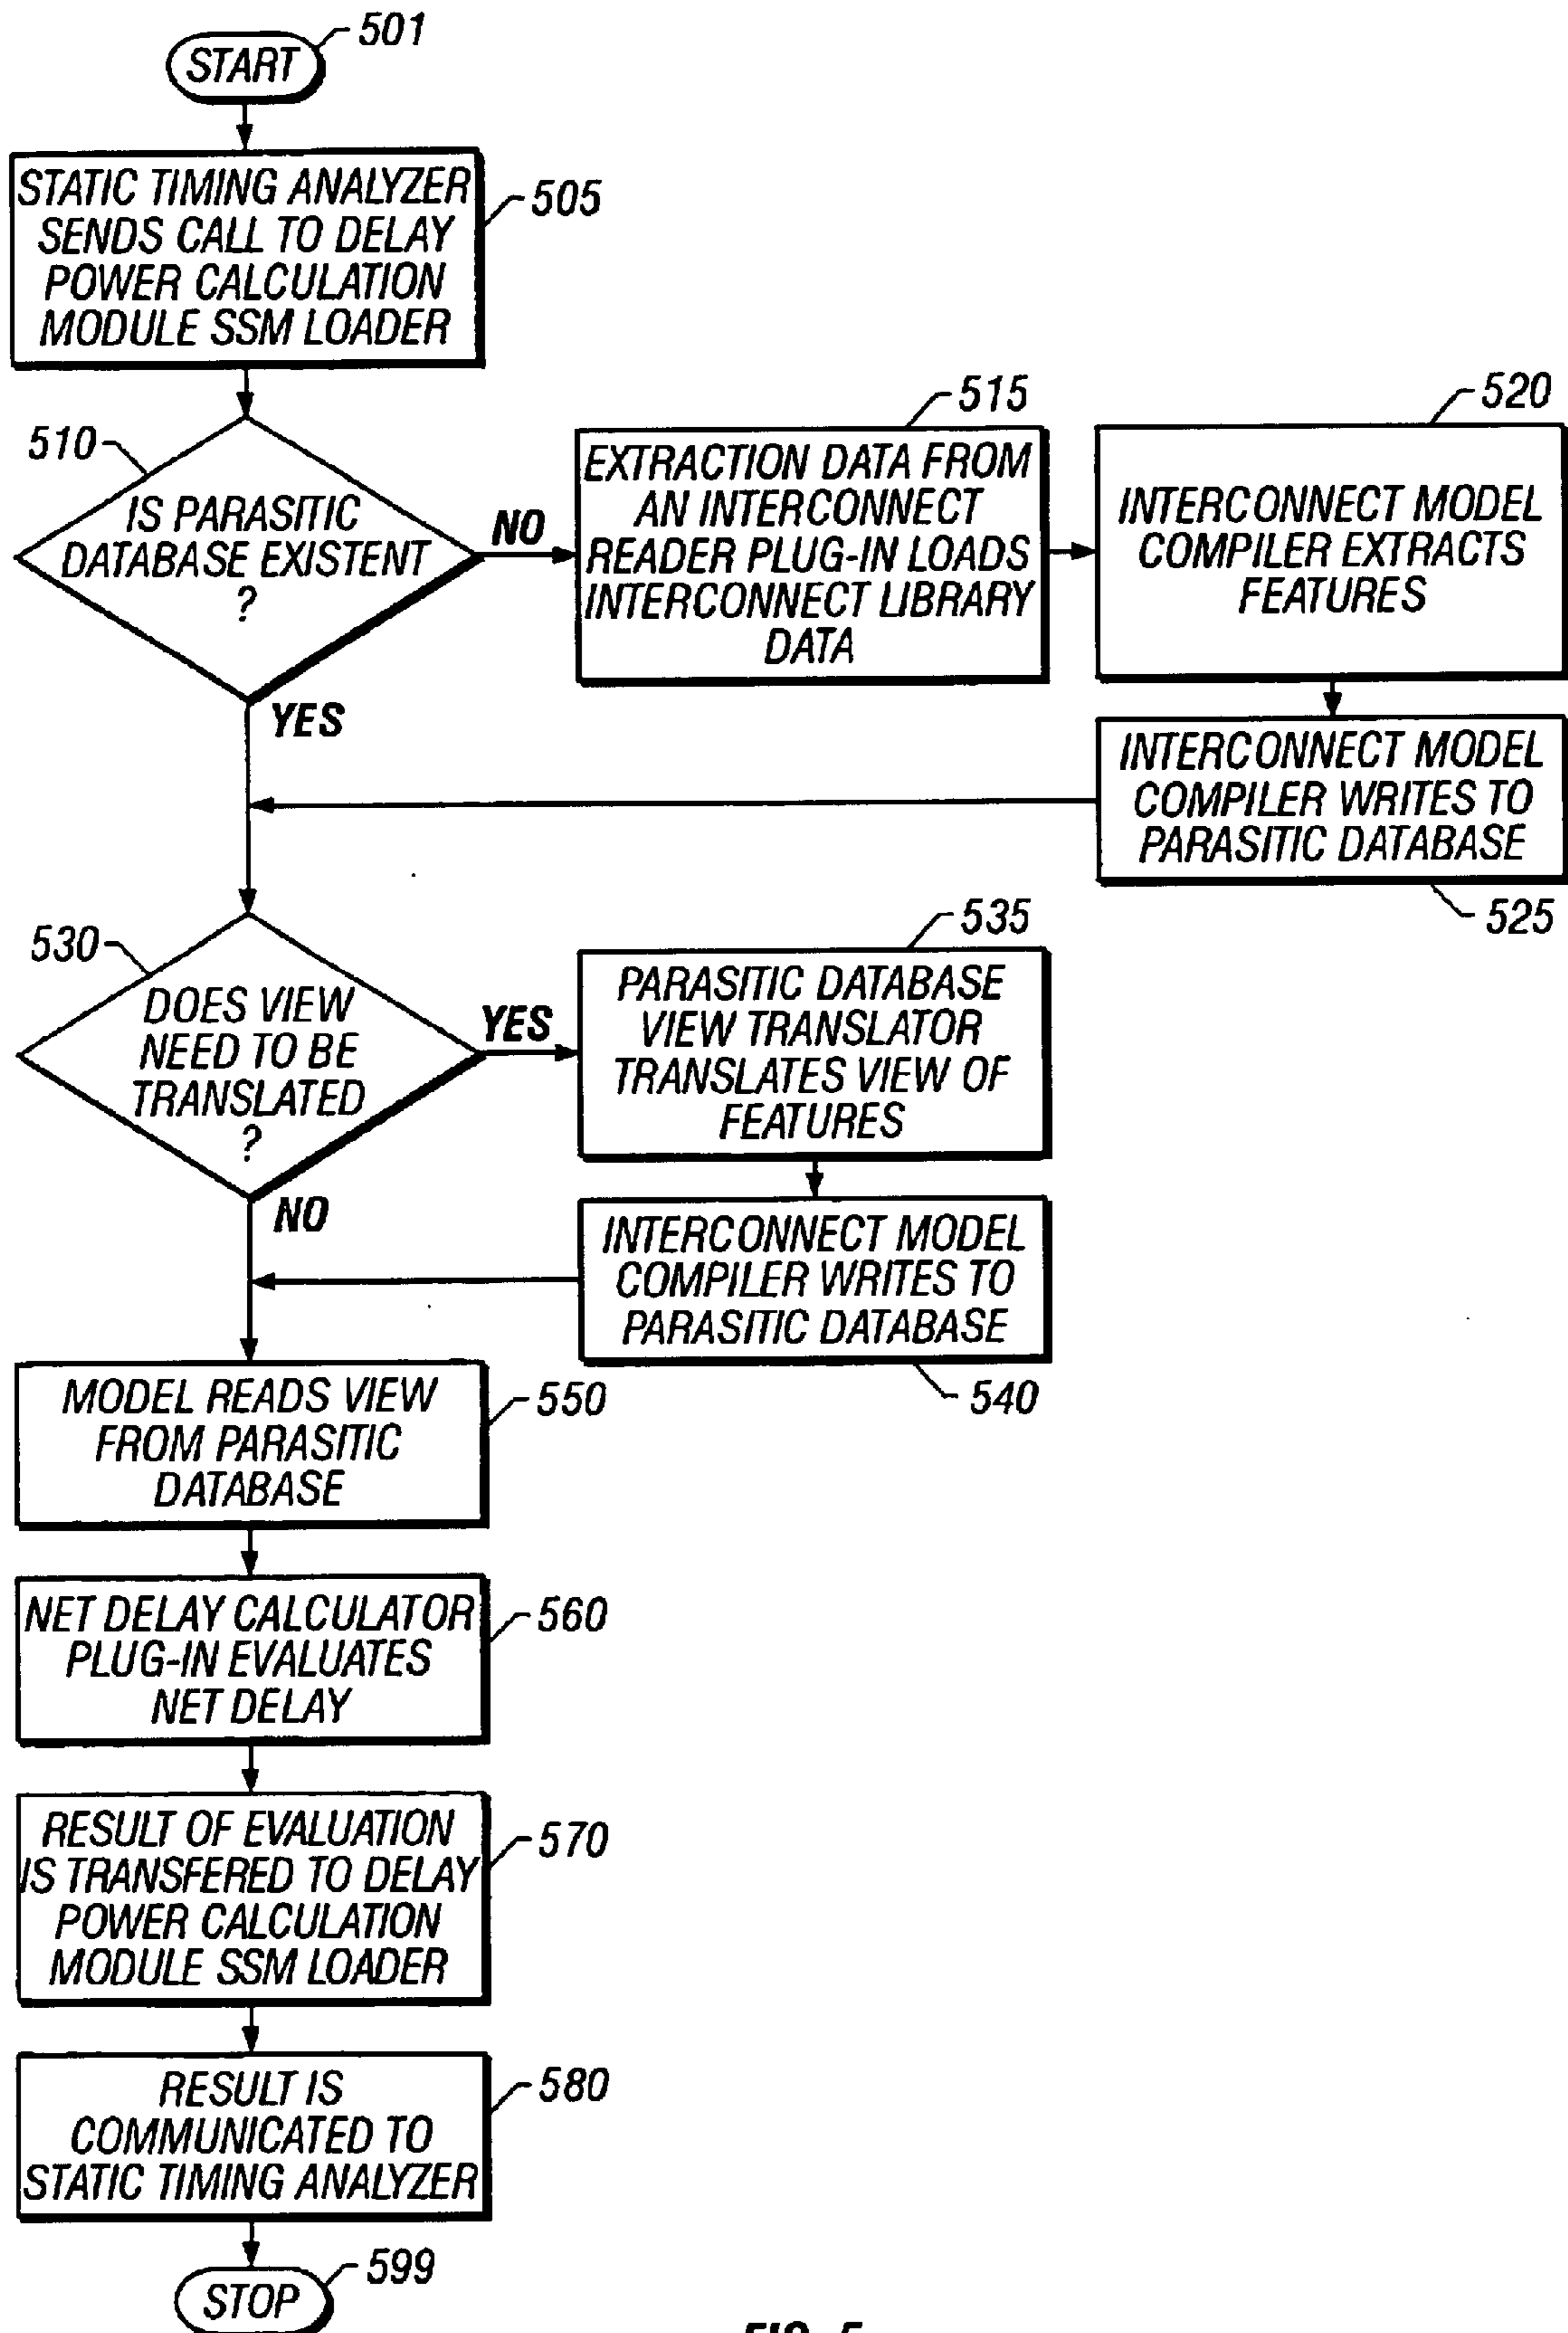 501
START
STATIC TIMING ANALYZER
SENDS CALL TO DELAY
POWER CALCULATION
MODULE SSM LOADER
505
510
IS PARASITIC
DATABASE EXISTENT
?
NO
YES
515
EXTRACTION DATA FROM
AN INTERCONNECT
READER PLUG-IN LOADS
INTERCONNECT LIBRARY
DATA
520
INTERCONNECT MODEL
COMPILER EXTRACTS
FEATURES
INTERCONNECT MODEL
COMPILER WRITES TO
PARASITIC DATABASE
525
530
DOES VIEW
NEED TO BE
TRANSLATED
?
YES
NO
535
PARASITIC DATABASE
VIEW TRANSLATOR
TRANSLATES VIEW OF
FEATURES
INTERCONNECT MODEL
COMPILER WRITES TO
PARASITIC DATABASE
540
MODEL READS VIEW
FROM PARASITIC
DATABASE
550
NET DELAY CALCULATOR
PLUG-IN EVALUATES
NET DELAY
560
RESULT OF EVALUATION
IS TRANSFERED TO DELAY
POWER CALCULATION
MODULE SSM LOADER
570
RESULT IS
COMMUNICATED TO
STATIC TIMING ANALYZER
580
599
STOP